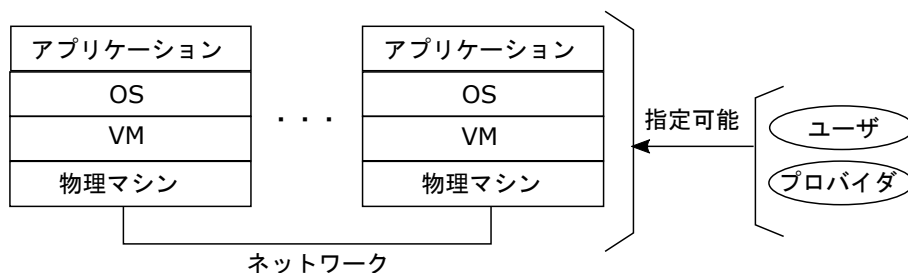 アプリケーション
OS
VM
物理マシン
・・・
アプリケーション
OS
VM
物理マシン
ネットワーク
指定可能
ユーザ
プロバイダ